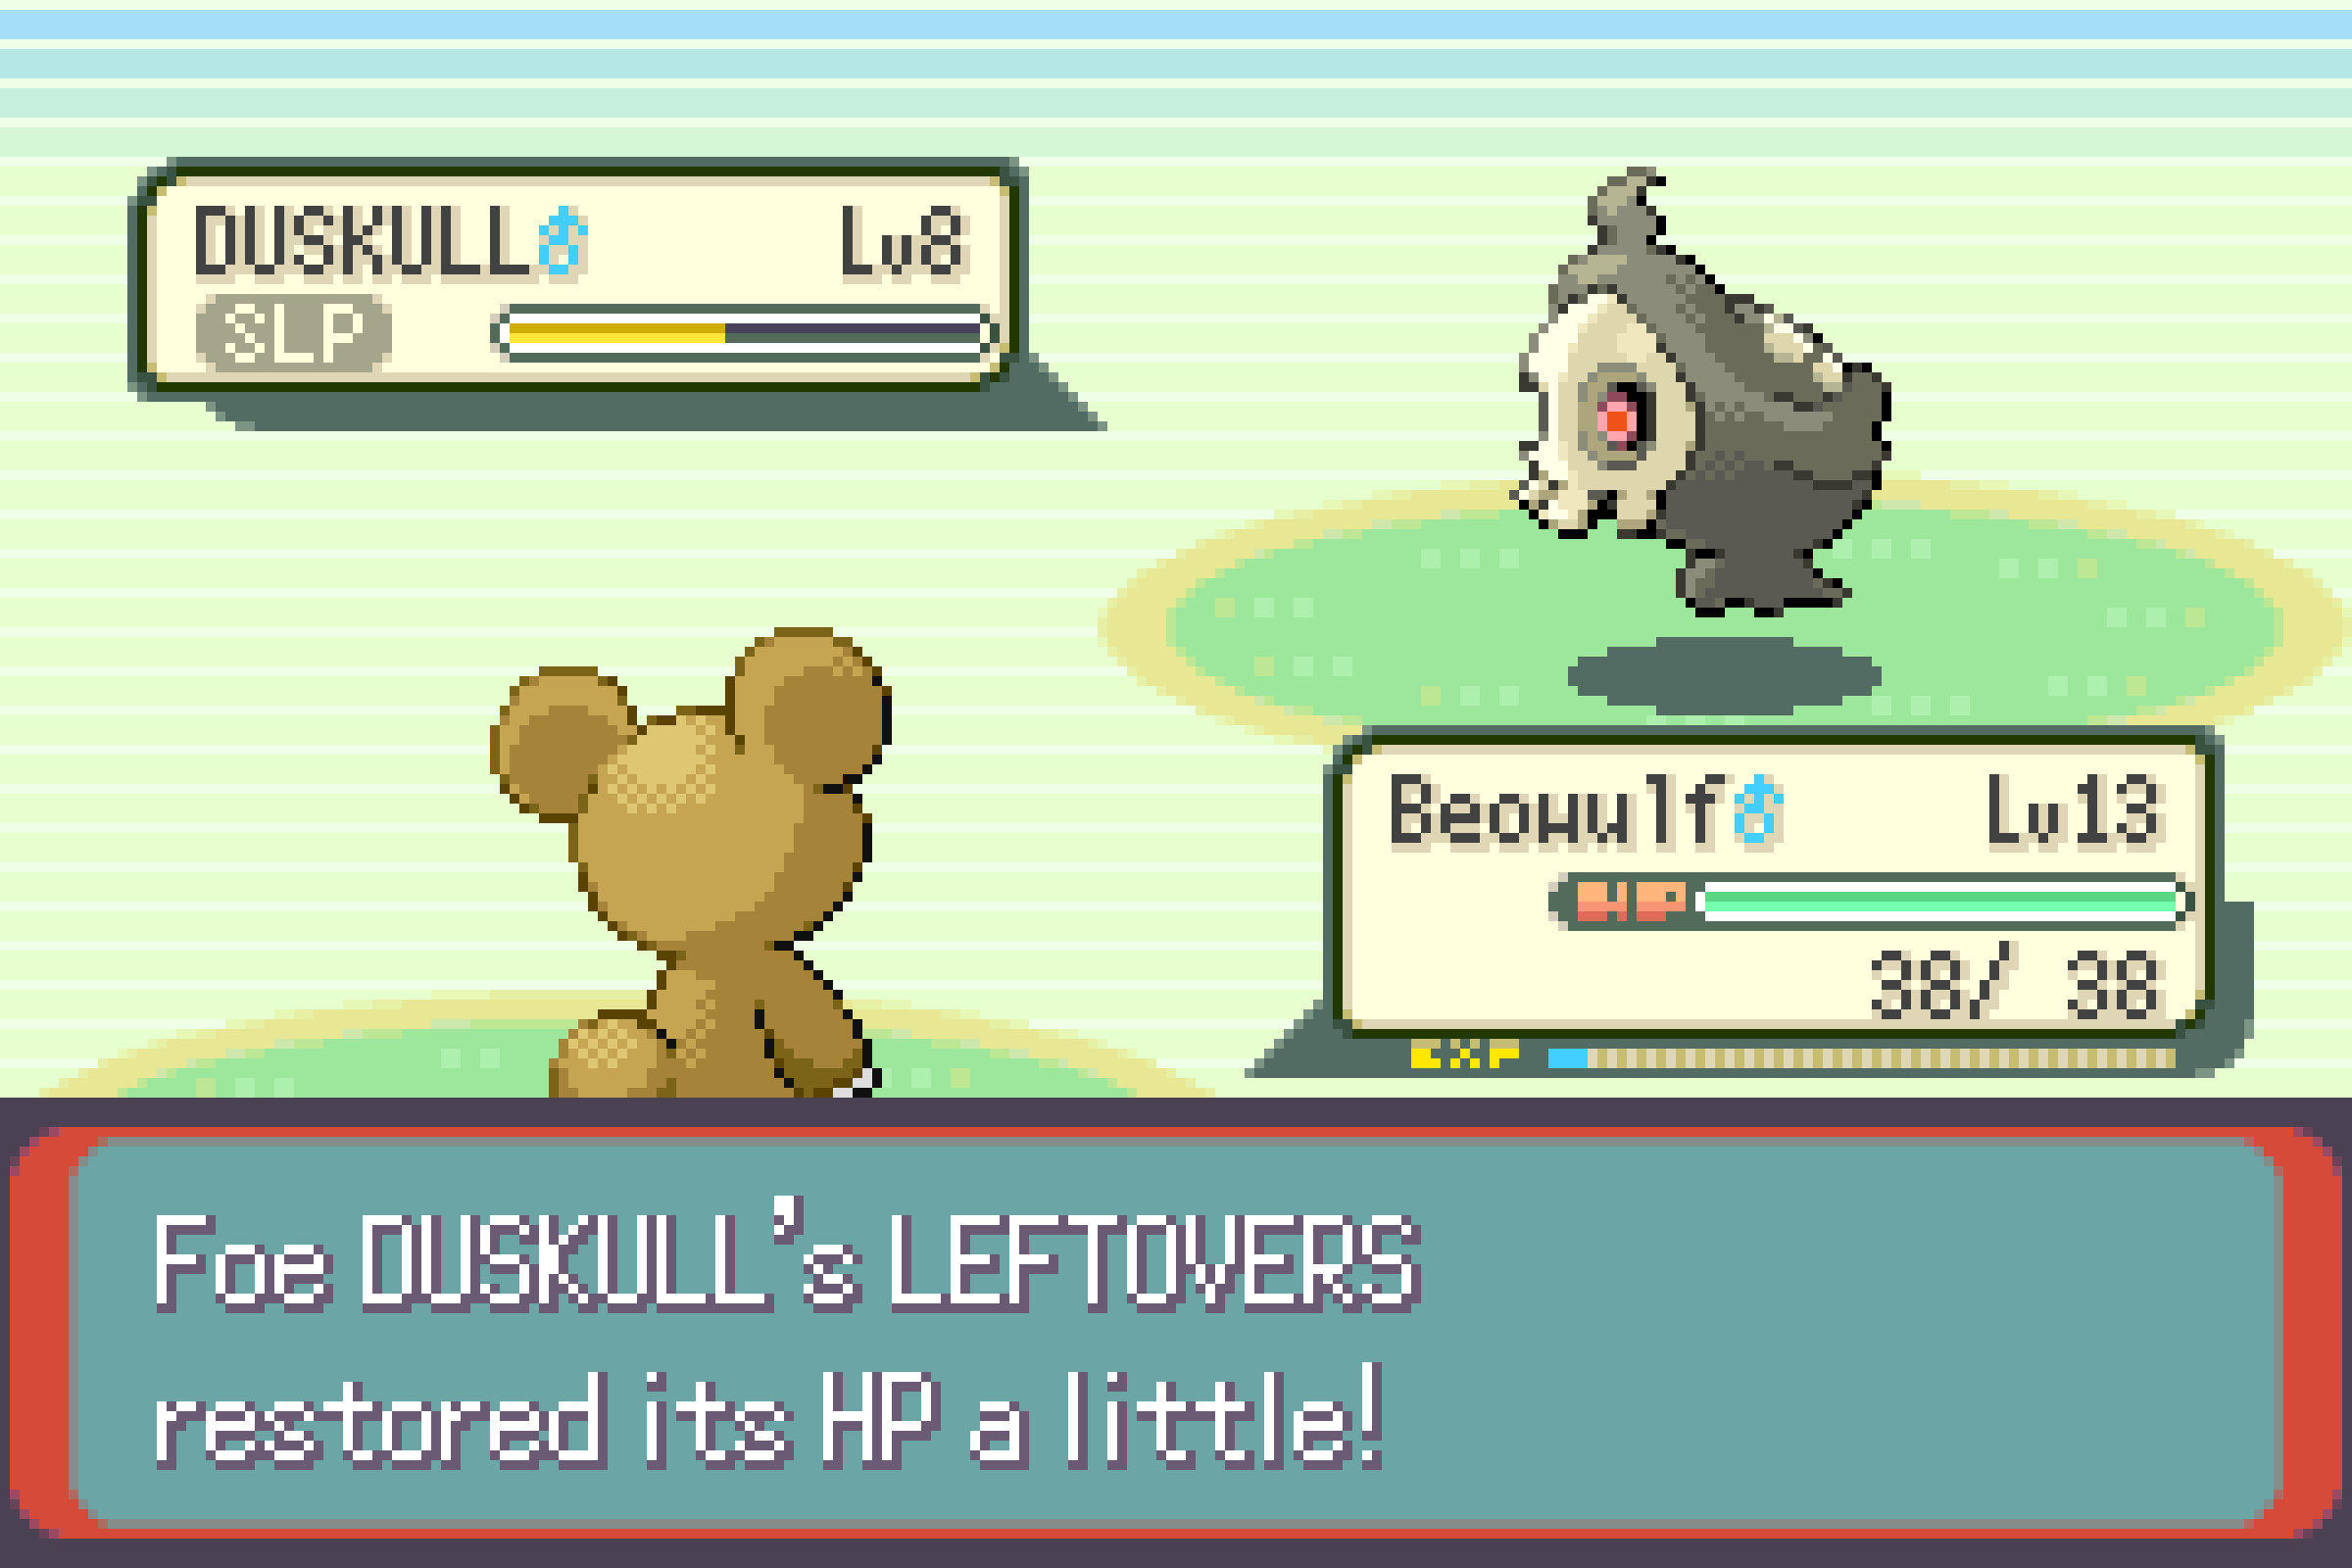 DUSKULL♂ Lv8
SLP
Beowulf♂ Lv13
HP
38/ 38
EXP
Foe DUSKULL's LEFTOVERS
restored its HP a little!